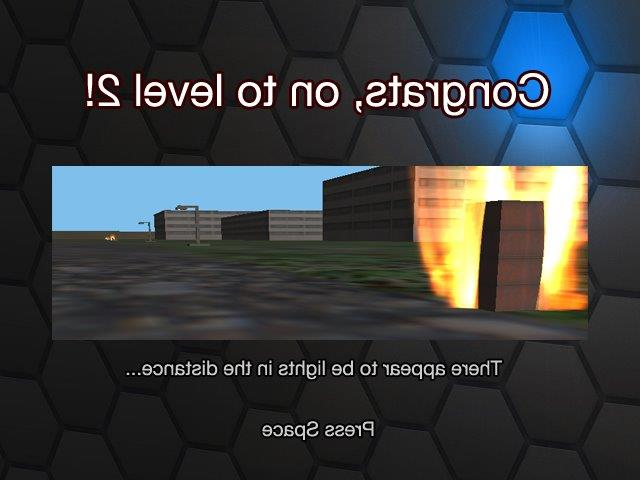 Congrats, on to level 2!
There appear to be lights in the distance...
Press Space